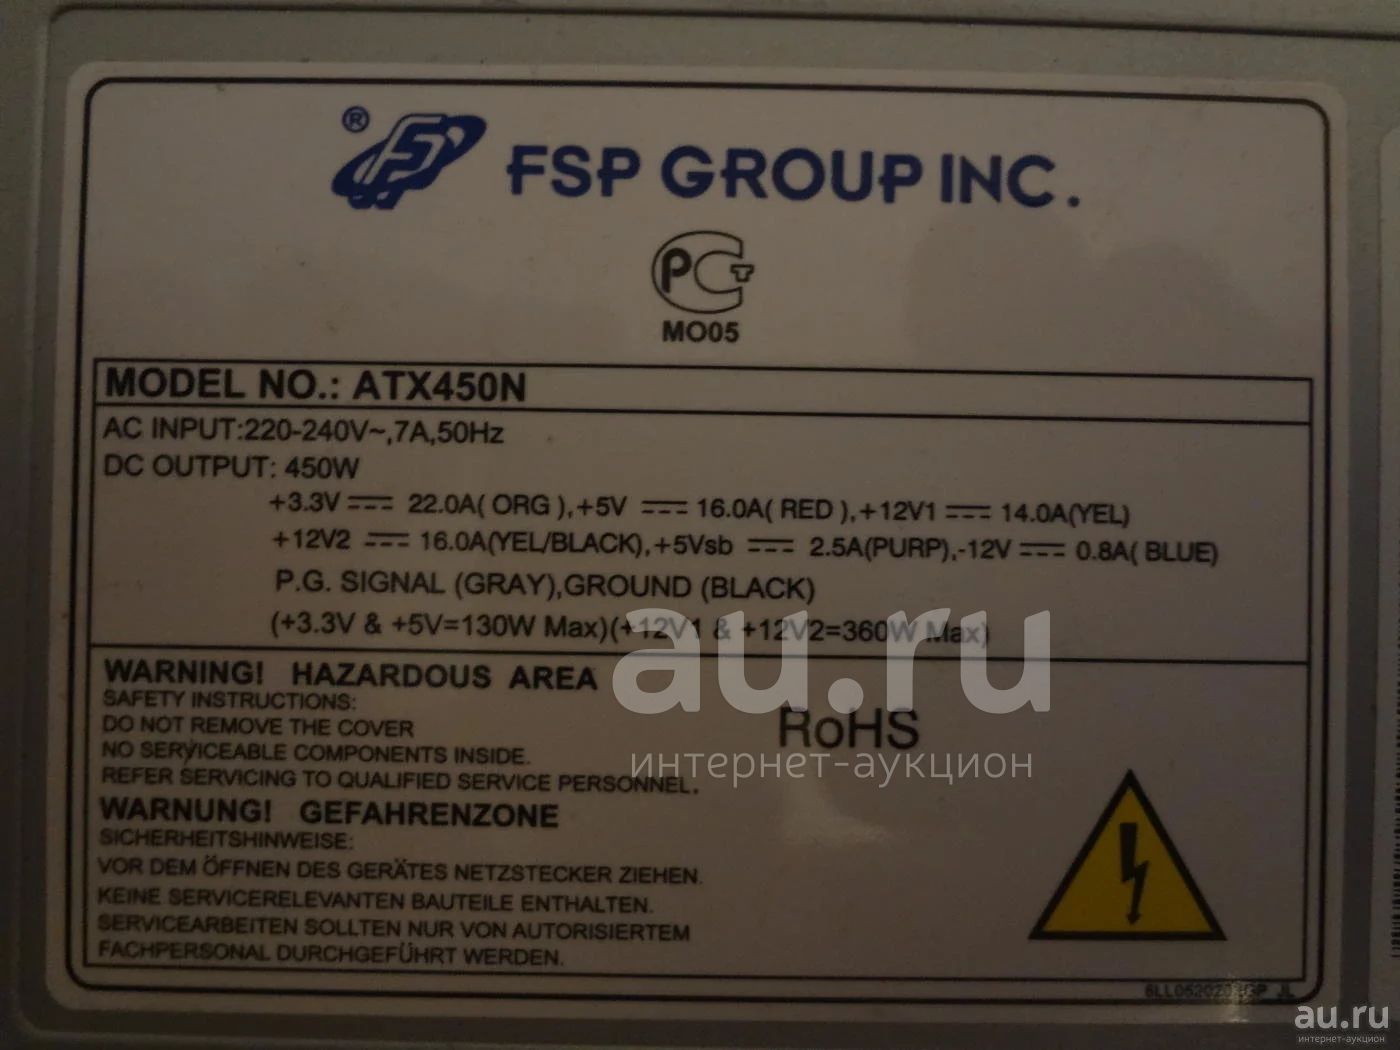 ®
FSP GROUP INC.
PCT
MO05
MODEL NO.: ATX450N
AC INPUT:220-240V~,7A,50Hz
DC OUTPUT: 450W
+3.3V 22.0A( ORG ),+5V 16.0A( RED ),+12V1 14.0A(YEL)
+12V2 16.0A(YEL/BLACK),+5Vsb 2.5A(PURP),-12V 0.8A( BLUE)
P.G. SIGNAL (GRAY),GROUND (BLACK)
(+3.3V & +5V=130W Max)(+12V1 & +12V2=360W Max)
WARNING! HAZARDOUS AREA
SAFETY INSTRUCTIONS:
DO NOT REMOVE THE COVER
NO SERVICEABLE COMPONENTS INSIDE.
REFER SERVICING TO QUALIFIED SERVICE PERSONNEL.
RoHS
WARNUNG! GEFAHRENZONE
SICHERHEITSHINWEISE:
VOR DEM ÖFFNEN DES GERÄTES NETZSTECKER ZIEHEN.
KEINE SERVICERELEVANTEN BAUTEILE ENTHALTEN.
SERVICEARBEITEN SOLLTEN NUR VON AUTORISIERTEM
FACHPERSONAL DURCHGEFÜHRT WERDEN.
JL
au.ru
интернет-аукцион
au.ru
интернет-аукцион